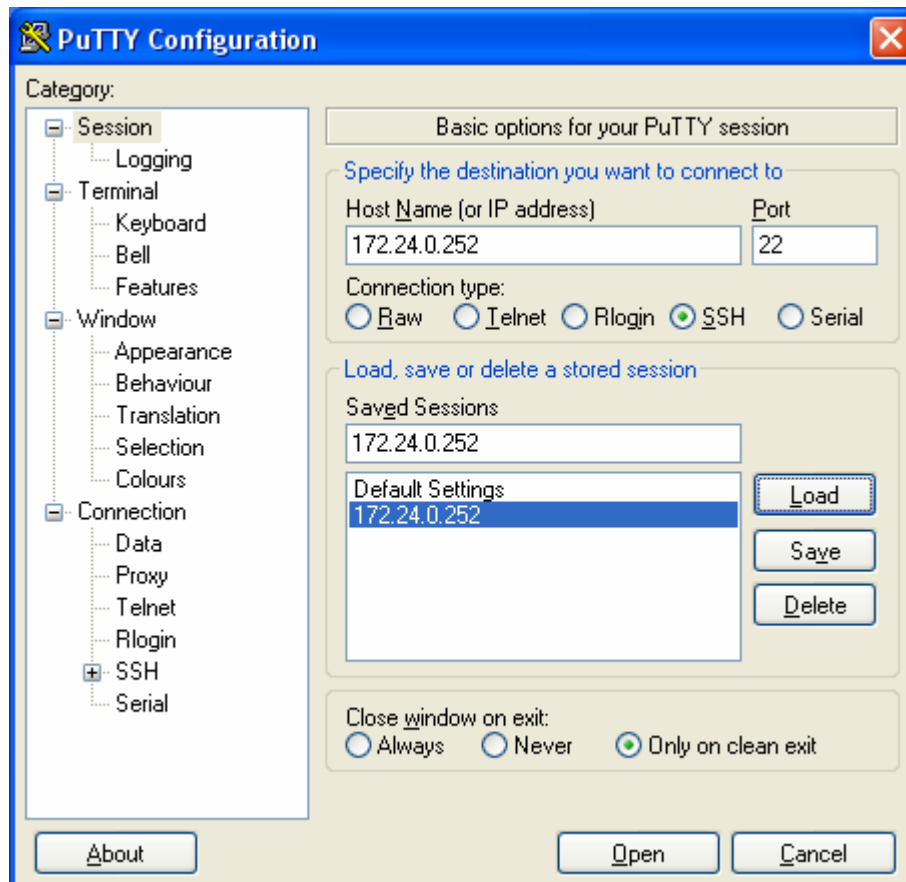 PuTTY Configuration
Category:
Session
Logging
Terminal
Keyboard
Bell
Features
Window
Appearance
Behaviour
Translation
Selection
Colours
Connection
Data
Proxy
Telnet
Rlogin
SSH
Serial
Basic options for your PuTTY session
Specify the destination you want to connect to
Host Name (or IP address) Port
172.24.0.252 22
Connection type:
Raw Telnet Rlogin SSH Serial
Load, save or delete a stored session
Saved Sessions
172.24.0.252
Default Settings
172.24.0.252
Load
Save
Delete
Close window on exit:
Always Never Only on clean exit
About Open Cancel